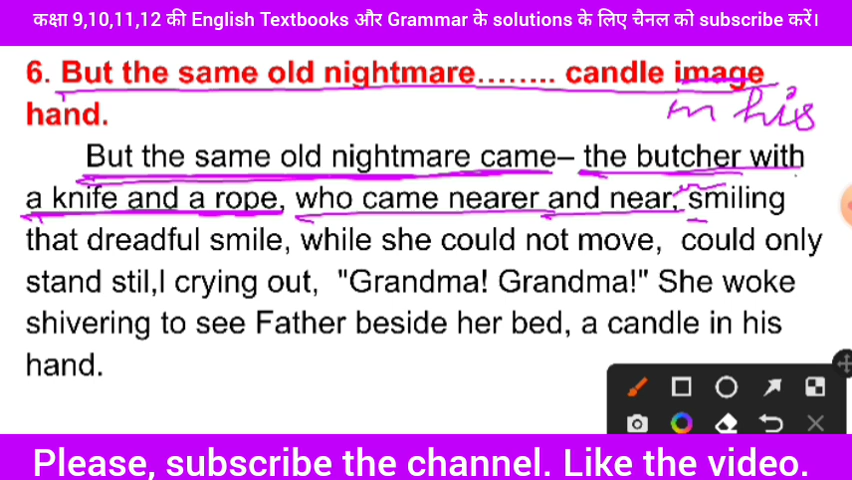 कक्षा 9,10,11,12 की English Textbooks और Grammar के solutions के लिए चैनल को subscribe करें।
6. But the same old nightmare........ candle image
hand.
in his
But the same old nightmare came– the butcher with
a knife and a rope, who came nearer and near, smiling
that dreadful smile, while she could not move, could only
stand stil,l crying out, "Grandma! Grandma!" She woke
shivering to see Father beside her bed, a candle in his
hand.
Please, subscribe the channel. Like the video.